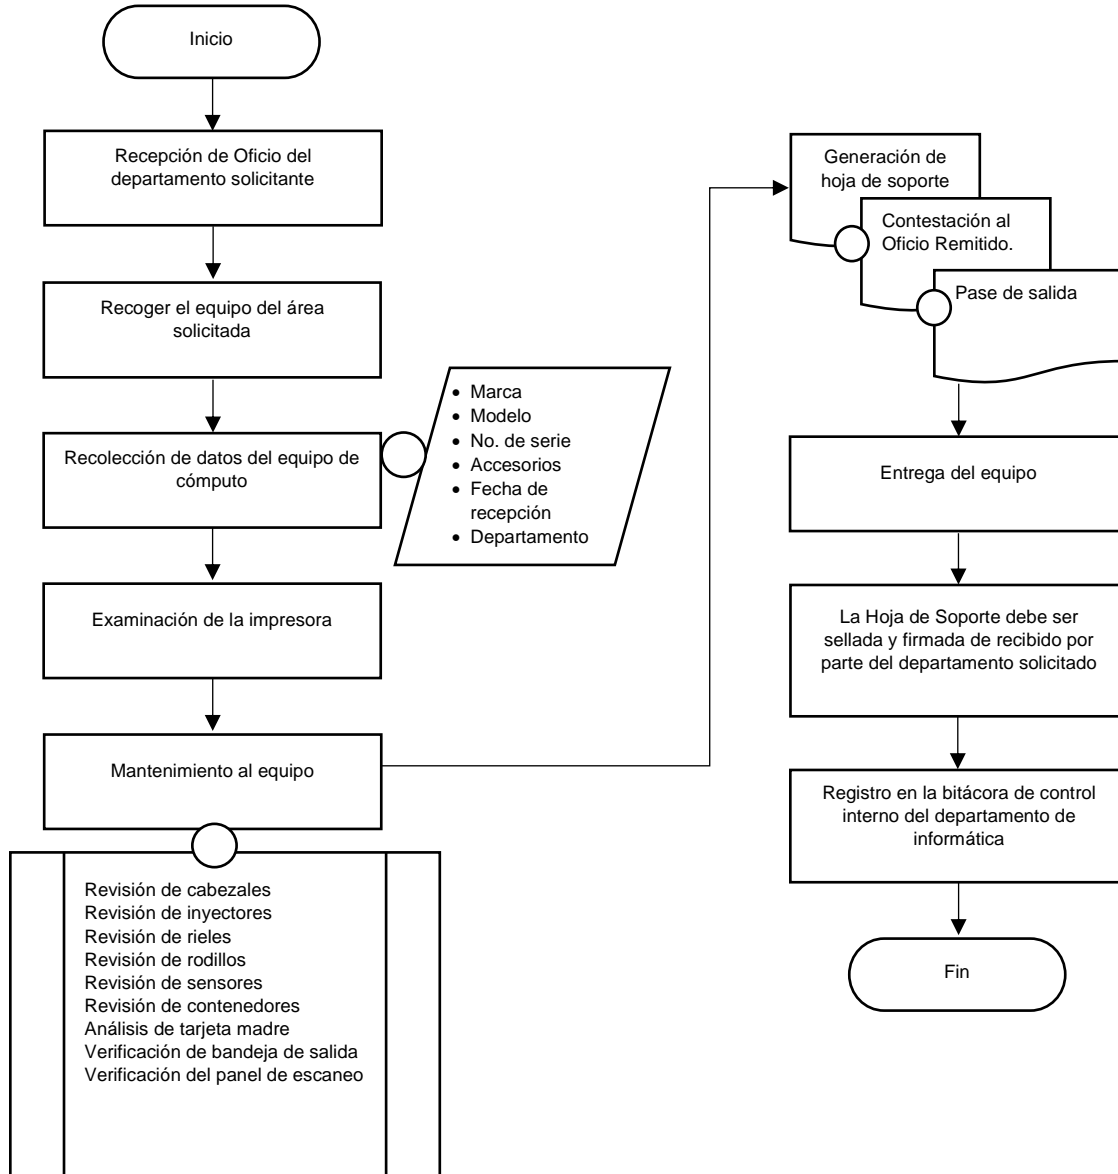 Inicio
Recepción de Oficio del
departamento solicitante
Recoger el equipo del área
solicitada
Recolección de datos del equipo de
cómputo
• Marca
• Modelo
• No. de serie
• Accesorios
• Fecha de
recepción
• Departamento
Examinación de la impresora
Mantenimiento al equipo
Revisión de cabezales
Revisión de inyectores
Revisión de rieles
Revisión de rodillos
Revisión de sensores
Revisión de contenedores
Análisis de tarjeta madre
Verificación de bandeja de salida
Verificación del panel de escaneo
Generación de
hoja de soporte
Contestación al
Oficio Remitido.
Pase de salida
Entrega del equipo
La Hoja de Soporte debe ser
sellada y firmada de recibido por
parte del departamento solicitado
Registro en la bitácora de control
interno del departamento de
informática
Fin